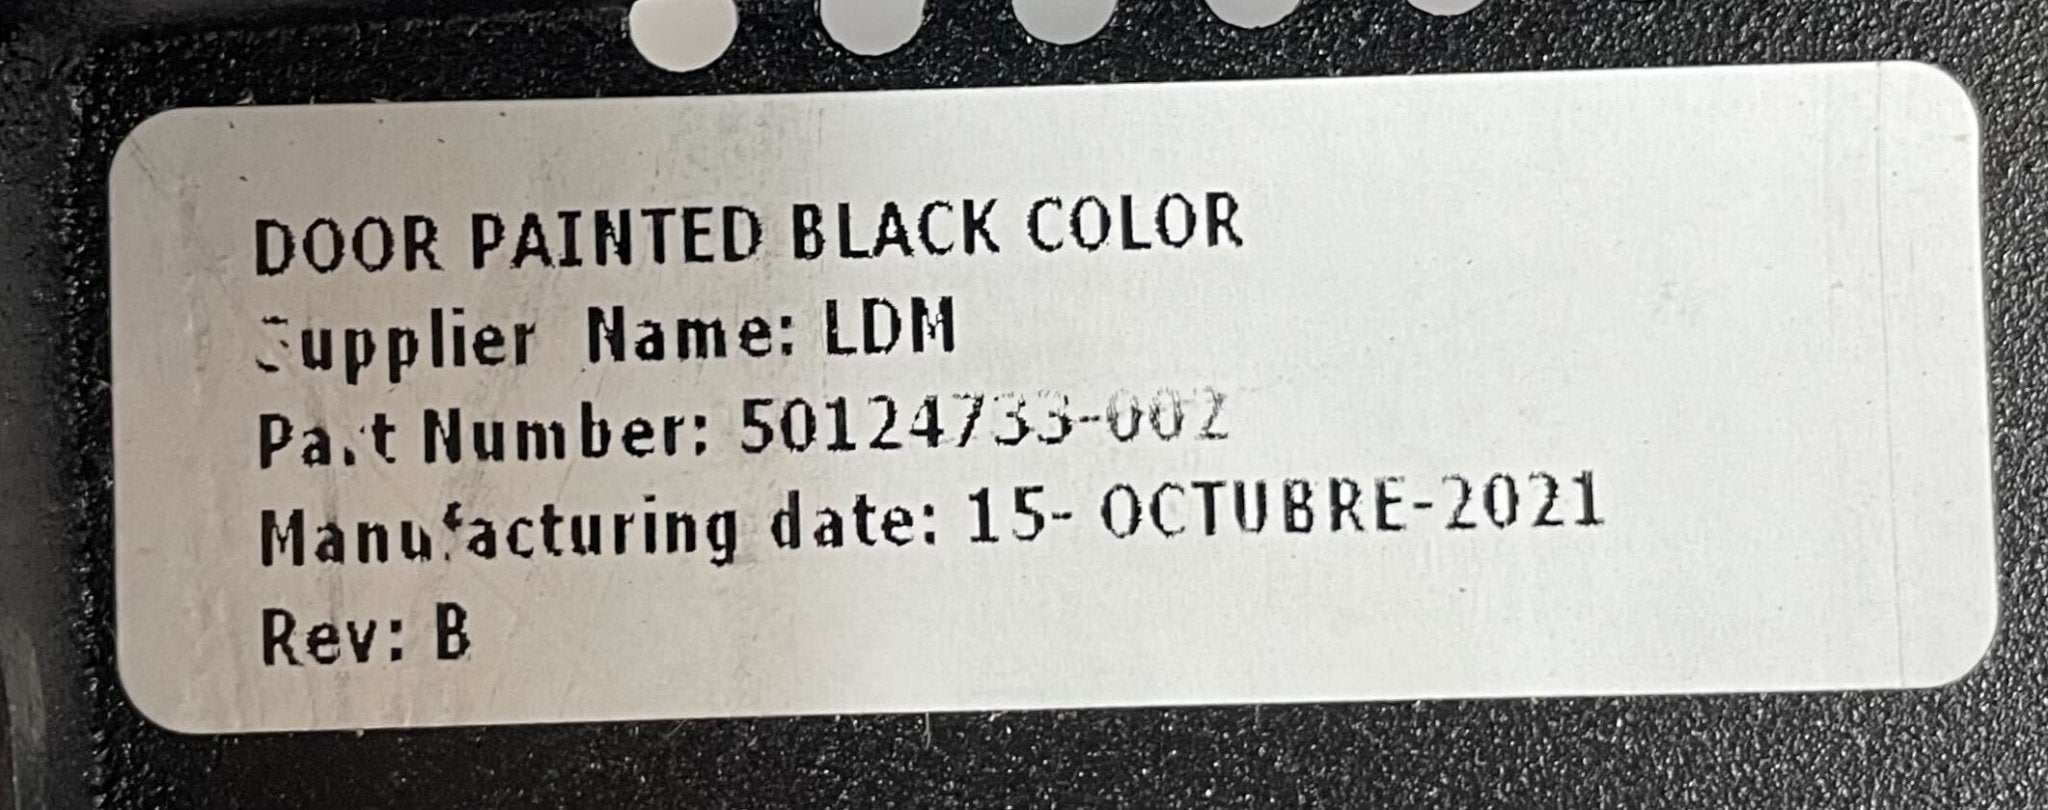 DOOR PAINTED BLACK COLOR
Supplier Name: LDM
Part Number: 50124733-002
Manufacturing date: 15- OCTUBRE-2021
Rev: B